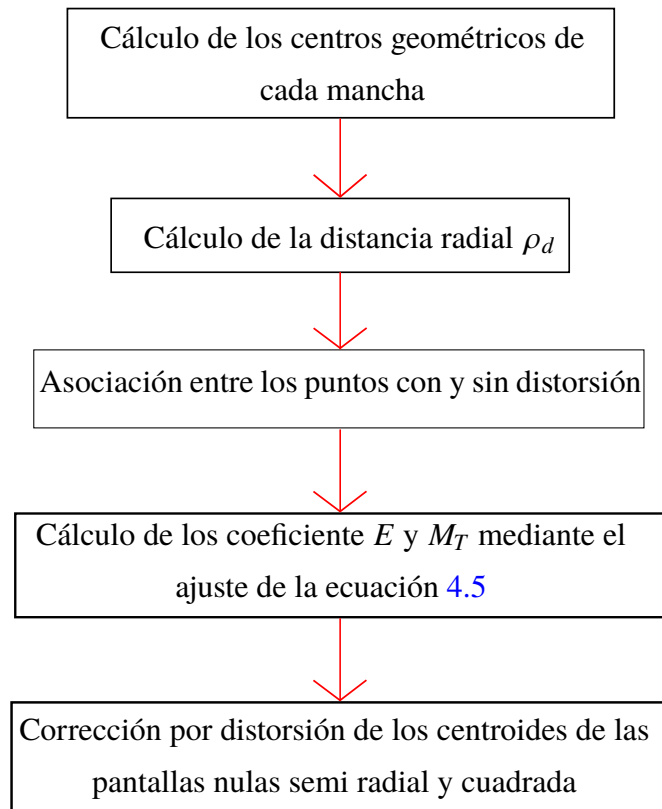 Cálculo de los centros geométricos de
cada mancha
Cálculo de la distancia radial ρ_d
Asociación entre los puntos con y sin distorsión
Cálculo de los coeficiente E y M_T mediante el
ajuste de la ecuación 4.5
Corrección por distorsión de los centroides de las
pantallas nulas semi radial y cuadrada